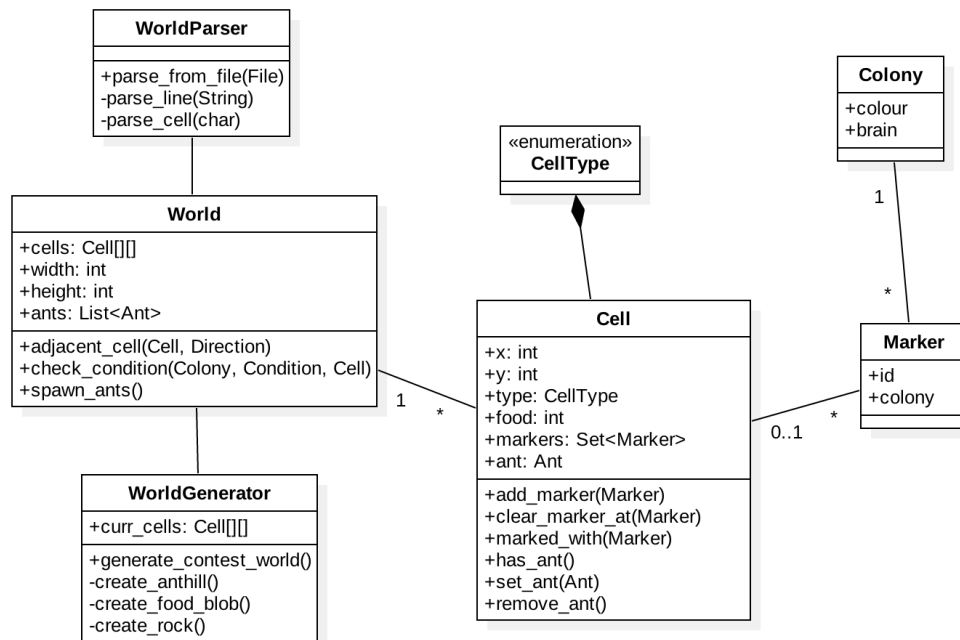 WorldParser
+parse_from_file(File)
-parse_line(String)
-parse_cell(char)
World
+cells: Cell[][]
+width: int
+height: int
+ants: List<Ant>
+adjacent_cell(Cell, Direction)
+check_condition(Colony, Condition, Cell)
+spawn_ants()
WorldGenerator
+curr_cells: Cell[][]
+generate_contest_world()
-create_anthill()
-create_food_blob()
-create_rock()
«enumeration»
CellType
1
*
Cell
+x: int
+y: int
+type: CellType
+food: int
+markers: Set<Marker>
+ant: Ant
+add_marker(Marker)
+clear_marker_at(Marker)
+marked_with(Marker)
+has_ant()
+set_ant(Ant)
+remove_ant()
0..1
*
Colony
+colour
+brain
1
*
Marker
+id
+colony